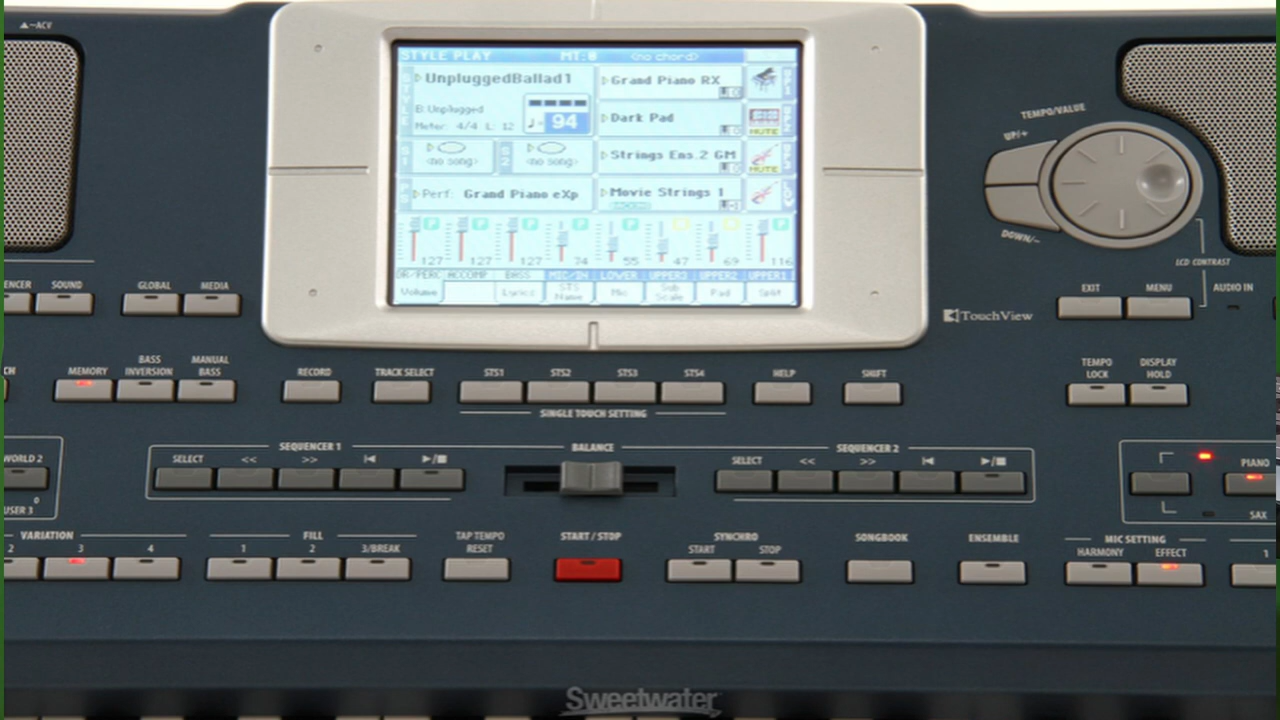 ▲-ACV
STYLE PLAY MT:0 <no chord>
UnpluggedBallad1
Grand Piano RX
B:Unplugged
Dark Pad
MUTE
Meter: 4/4 L: 12
♩= 94
<no song> S2 <no song>
Strings Ens.2 GM
MUTE
Perf: Grand Piano eXp
Movie Strings 1
127 127 127 74 55 47 69 116
DR/PERC ACCOMP BASS MIC/IN LOWER UPPER3 UPPER2 UPPER1
Volume Lyrics STS Name Mic Sub Scale Pad Split
TEMPO/VALUE
UP/+
DOWN/-
LCD CONTRAST
ENCER SOUND GLOBAL MEDIA
EXIT MENU AUDIO IN
TouchView
CH MEMORY BASS INVERSION MANUAL BASS RECORD TRACK SELECT STS1 STS2 STS3 STS4 HELP SHIFT TEMPO LOCK DISPLAY HOLD
SINGLE TOUCH SETTING
SEQUENCER 1 BALANCE SEQUENCER 2
WORLD 2 SELECT << >> |◀ ▶/■ SELECT << >> |◀ ▶/■ PIANO
0
USER 3
SAX
VARIATION FILL TAP TEMPO RESET START / STOP SYNCHRO SONGBOOK ENSEMBLE MIC SETTING
2 3 4 1 2 3/BREAK START STOP HARMONY EFFECT 1
Sweetwater